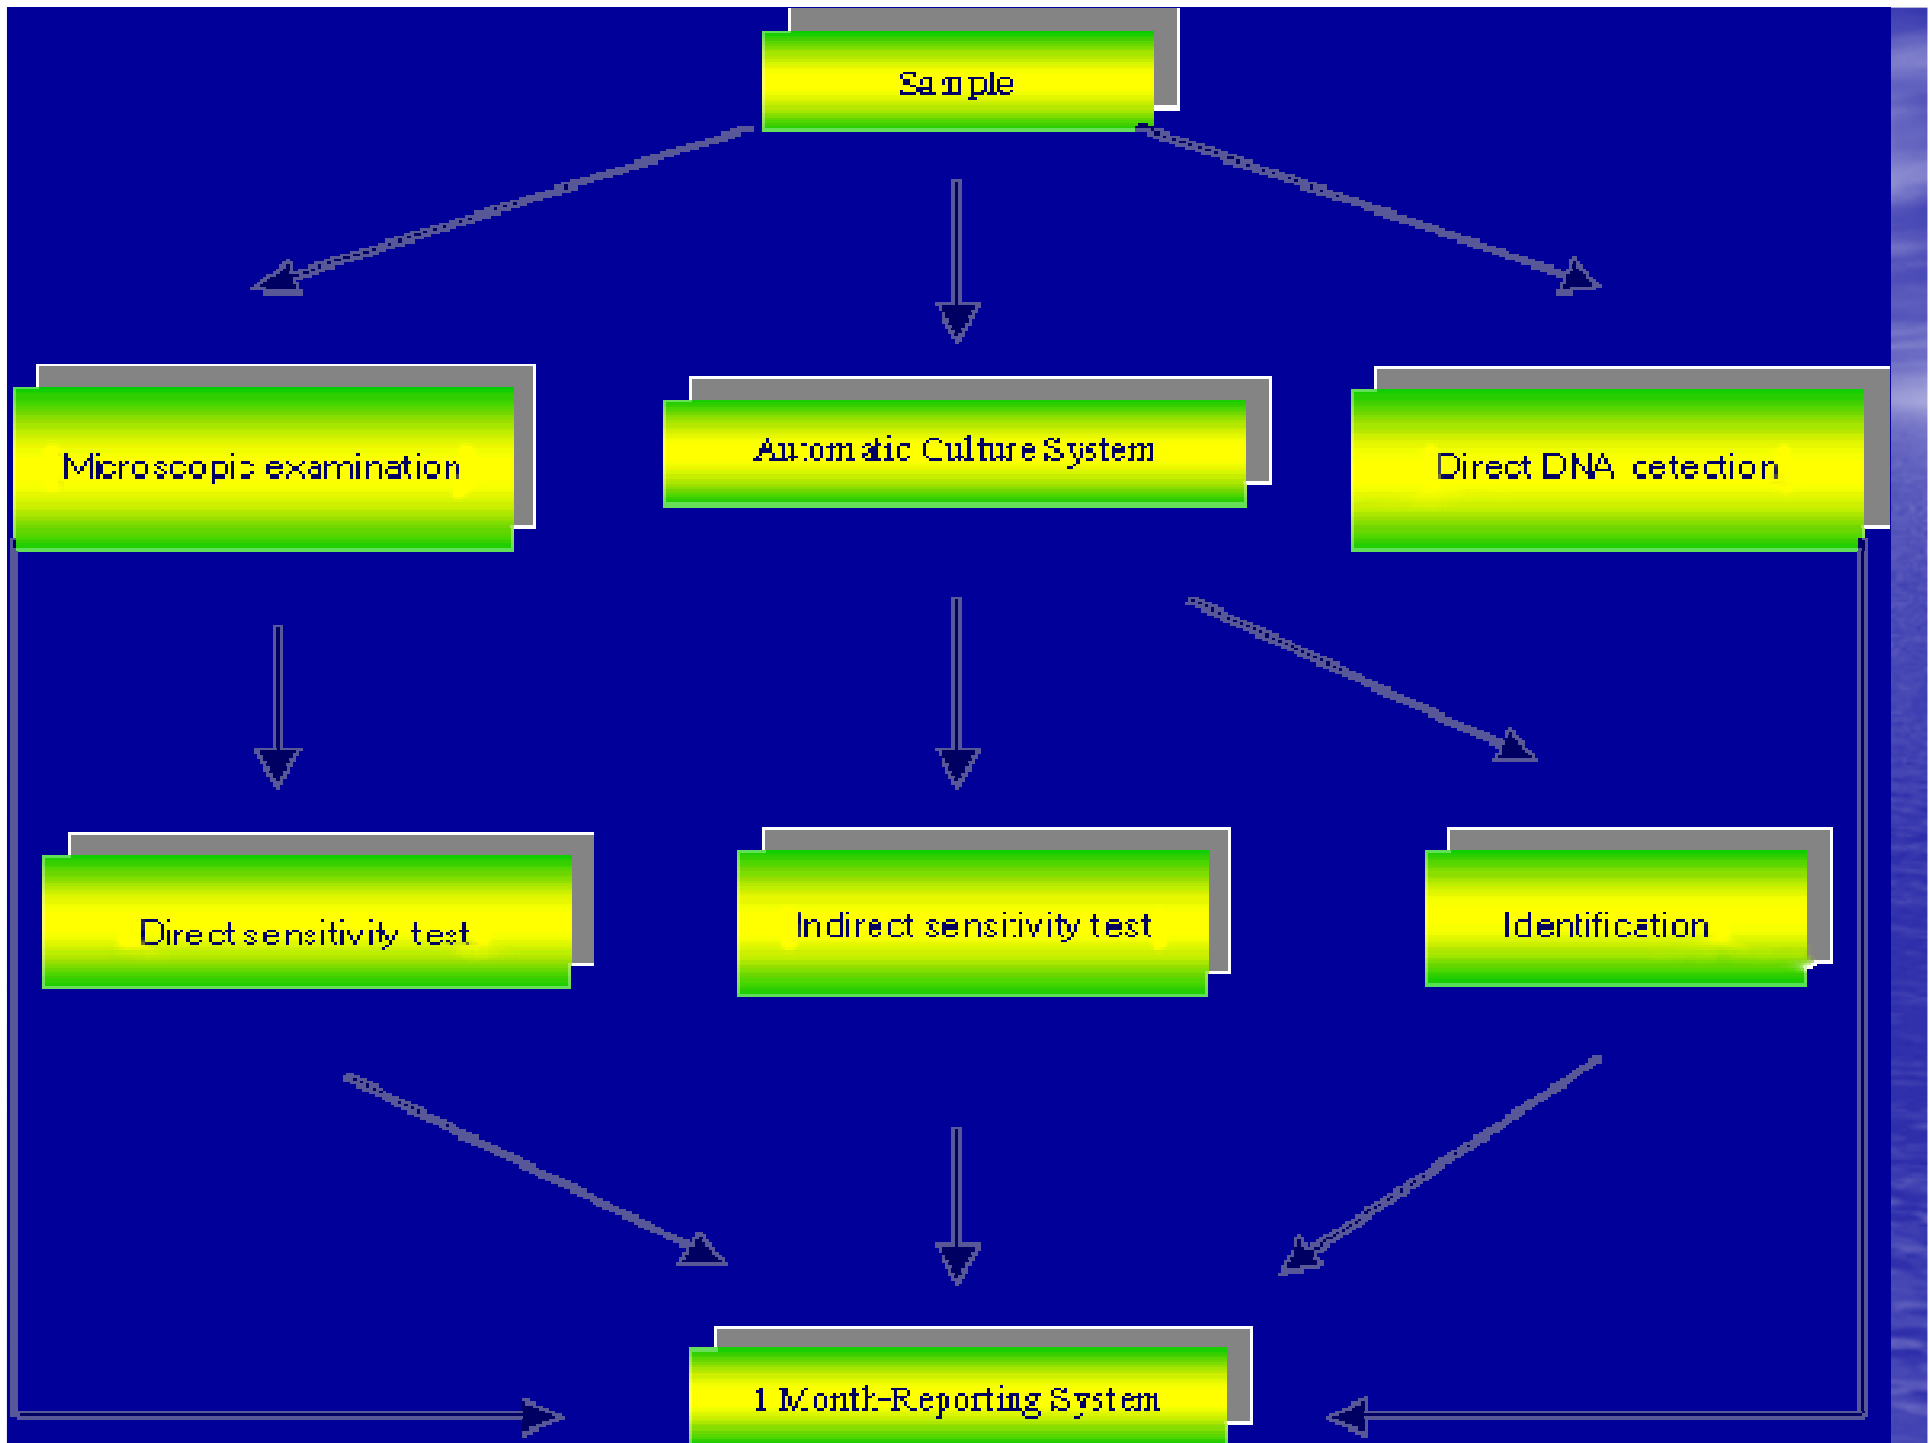 Sample
Microscopic examination
Automatic Culture System
Direct DNA detection
Direct sensitivity test
Indirect sensitivity test
Identification
1 Month-Reporting System